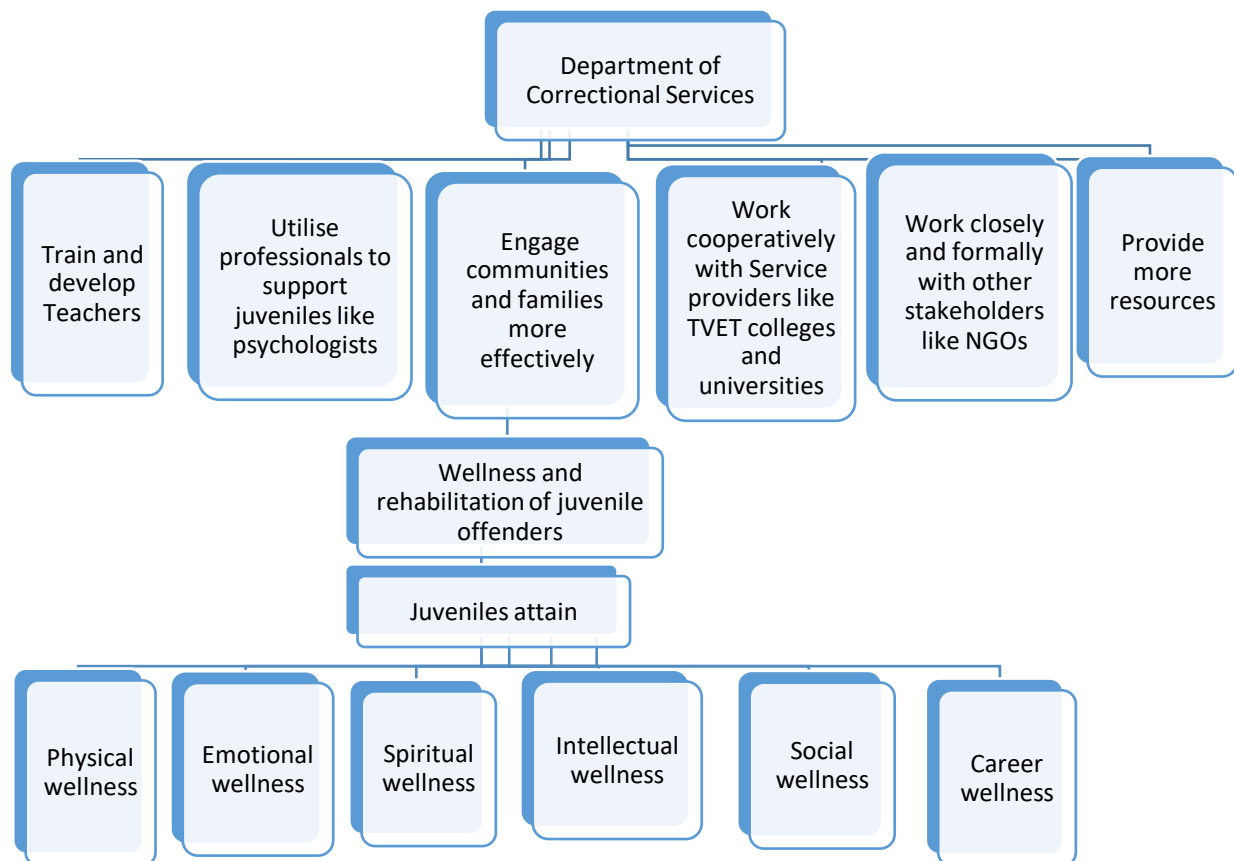 Department of
Correctional Services
Train and
develop
Teachers
Utilise
professionals to
support
juveniles like
psychologists
Engage
communities
and families
more
effectively
Work
cooperatively
with Service
providers like
TVET colleges
and
universities
Work closely
and formally
with other
stakeholders
like NGOs
Provide
more
resources
Wellness and
rehabilitation of juvenile
offenders
Juveniles attain
Physical
wellness
Emotional
wellness
Spiritual
wellness
Intellectual
wellness
Social
wellness
Career
wellness